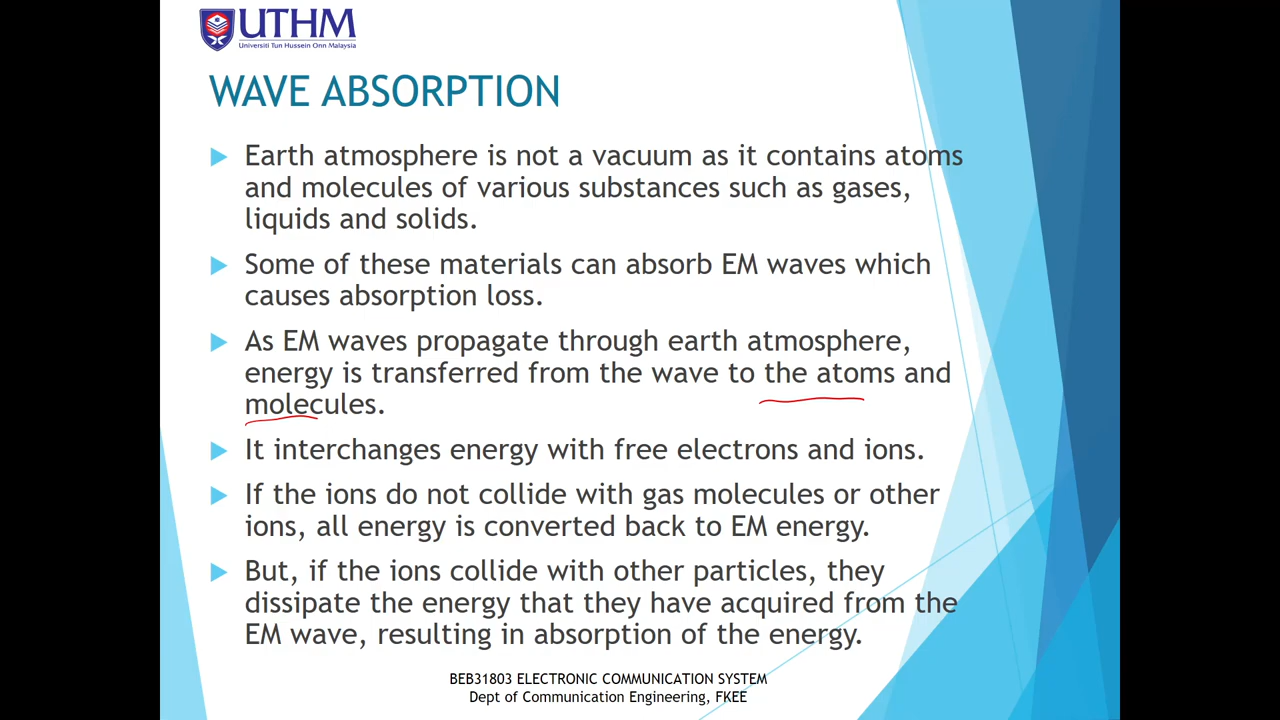 UTHM
Universiti Tun Hussein Onn Malaysia
WAVE ABSORPTION
Earth atmosphere is not a vacuum as it contains atoms
and molecules of various substances such as gases,
liquids and solids.
Some of these materials can absorb EM waves which
causes absorption loss.
As EM waves propagate through earth atmosphere,
energy is transferred from the wave to the atoms and
molecules.
It interchanges energy with free electrons and ions.
If the ions do not collide with gas molecules or other
ions, all energy is converted back to EM energy.
But, if the ions collide with other particles, they
dissipate the energy that they have acquired from the
EM wave, resulting in absorption of the energy.
BEB31803 ELECTRONIC COMMUNICATION SYSTEM
Dept of Communication Engineering, FKEE